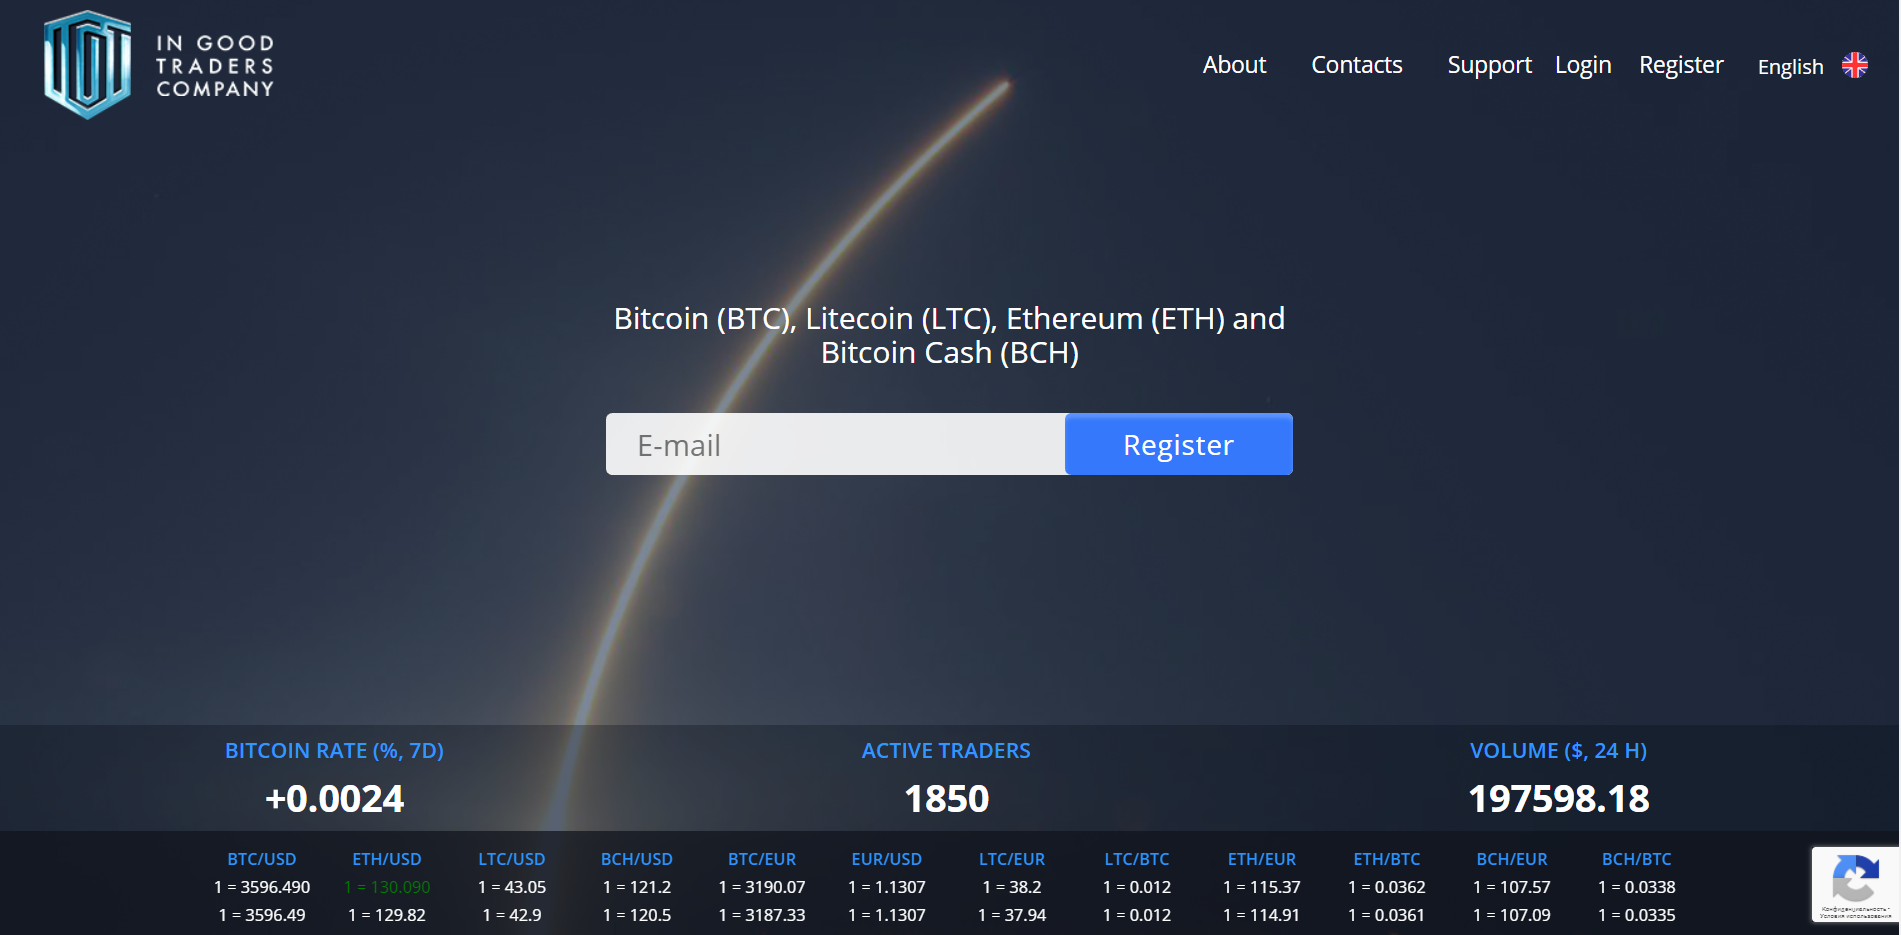 IN GOOD
TRADERS
COMPANY
About Contacts Support Login Register English
Bitcoin (BTC), Litecoin (LTC), Ethereum (ETH) and
Bitcoin Cash (BCH)
E-mail Register
BITCOIN RATE (%, 7D) ACTIVE TRADERS VOLUME ($, 24 H)
+0.0024 1850 197598.18
BTC/USD ETH/USD LTC/USD BCH/USD BTC/EUR EUR/USD LTC/EUR LTC/BTC ETH/EUR ETH/BTC BCH/EUR BCH/BTC
1 = 3596.490 1 = 130.090 1 = 43.05 1 = 121.2 1 = 3190.07 1 = 1.1307 1 = 38.2 1 = 0.012 1 = 115.37 1 = 0.0362 1 = 107.57 1 = 0.0338
1 = 3596.49 1 = 129.82 1 = 42.9 1 = 120.5 1 = 3187.33 1 = 1.1307 1 = 37.94 1 = 0.012 1 = 114.91 1 = 0.0361 1 = 107.09 1 = 0.0335
Конфиденциальность -
Условия использования